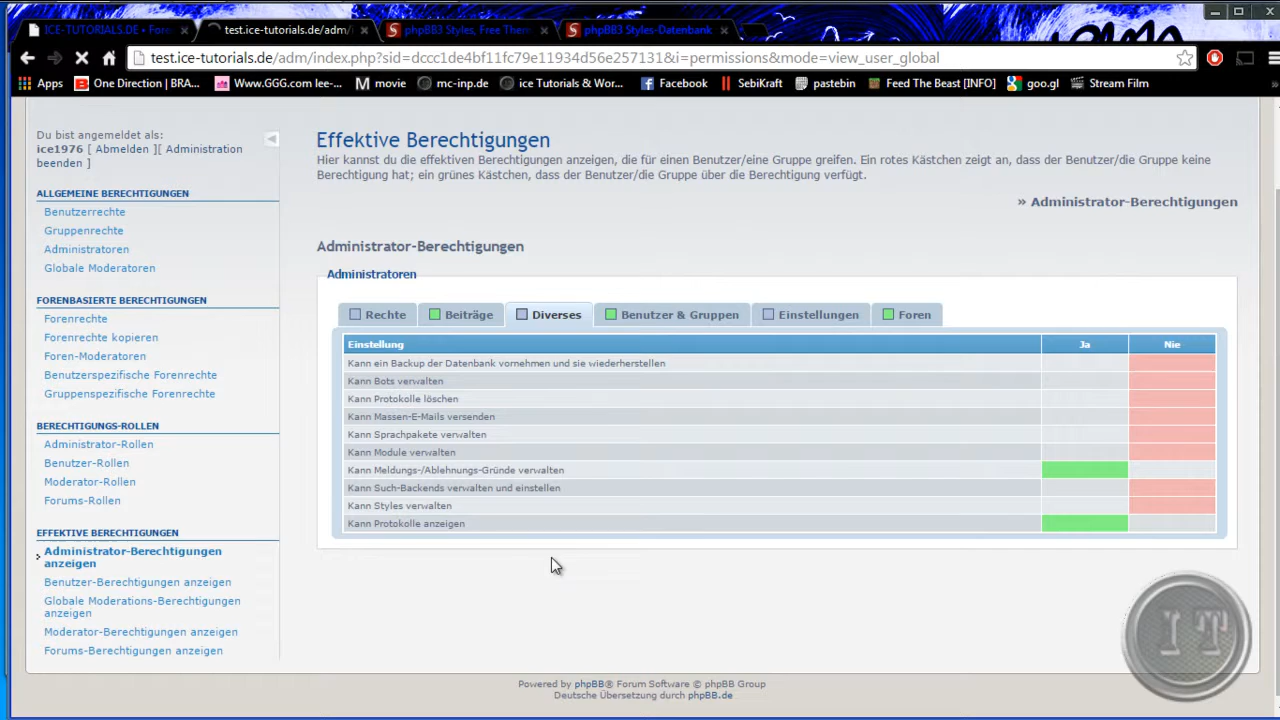 ICE-TUTORIALS.DE • For
test.ice-tutorials.de/adm/i
phpBB3 Styles, Free Them
phpBB3 Styles-Datenbank
test.ice-tutorials.de/adm/index.php?sid=dccc1de4bf11fc79e11934d56e257131&i=permissions&mode=view_user_global
Apps
One Direction | BRA...
Www.GGG.com lee-...
movie
mc-inp.de
ice Tutorials & Wor...
Facebook
SebiKraft
pastebin
Feed The Beast [INFO]
goo.gl
Stream Film
Du bist angemeldet als:
ice1976 [ Abmelden ][ Administration
beenden ]
ALLGEMEINE BERECHTIGUNGEN
Benutzerrechte
Gruppenrechte
Administratoren
Globale Moderatoren
FORENBASIERTE BERECHTIGUNGEN
Forenrechte
Forenrechte kopieren
Foren-Moderatoren
Benutzerspezifische Forenrechte
Gruppenspezifische Forenrechte
BERECHTIGUNGS-ROLLEN
Administrator-Rollen
Benutzer-Rollen
Moderator-Rollen
Forums-Rollen
EFFEKTIVE BERECHTIGUNGEN
Administrator-Berechtigungen
anzeigen
Benutzer-Berechtigungen anzeigen
Globale Moderations-Berechtigungen
anzeigen
Moderator-Berechtigungen anzeigen
Forums-Berechtigungen anzeigen
Effektive Berechtigungen
Hier kannst du die effektiven Berechtigungen anzeigen, die für einen Benutzer/eine Gruppe greifen. Ein rotes Kästchen zeigt an, dass der Benutzer/die Gruppe keine
Berechtigung hat; ein grünes Kästchen, dass der Benutzer/die Gruppe über die Berechtigung verfügt.
» Administrator-Berechtigungen
Administrator-Berechtigungen
Administratoren
Rechte
Beiträge
Diverses
Benutzer & Gruppen
Einstellungen
Foren
Einstellung Ja Nie
Kann ein Backup der Datenbank vornehmen und sie wiederherstellen
Kann Bots verwalten
Kann Protokolle löschen
Kann Massen-E-Mails versenden
Kann Sprachpakete verwalten
Kann Module verwalten
Kann Meldungs-/Ablehnungs-Gründe verwalten
Kann Such-Backends verwalten und einstellen
Kann Styles verwalten
Kann Protokolle anzeigen
IT
Powered by phpBB® Forum Software © phpBB Group
Deutsche Übersetzung durch phpBB.de